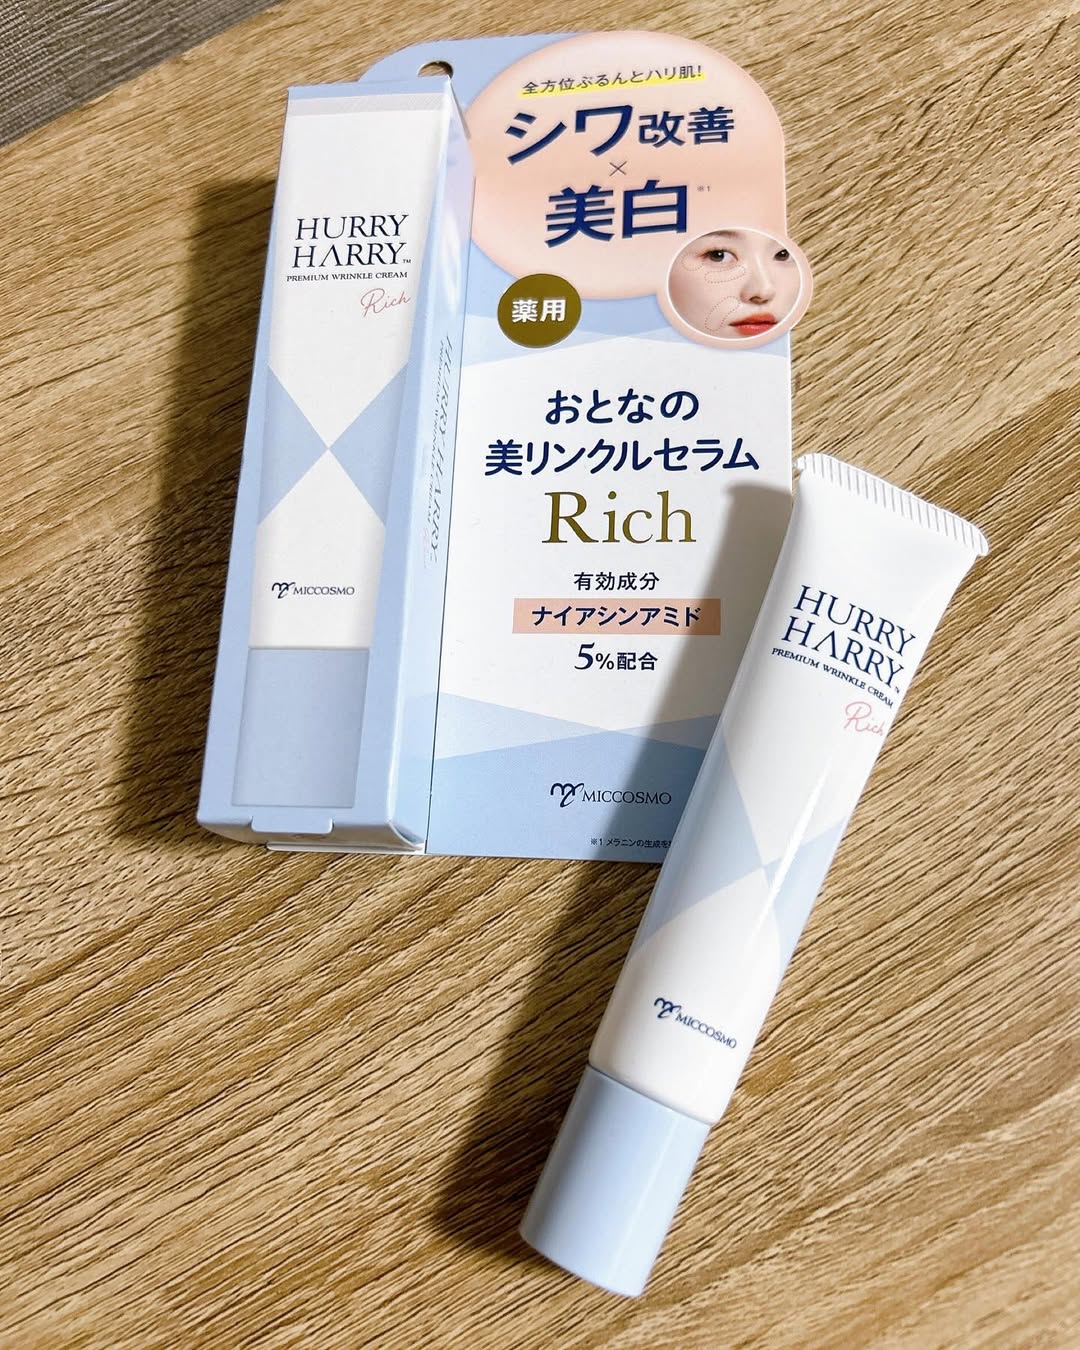 HURRY
HARRY™
PREMIUM WRINKLE CREAM
Rich
MICCOSMO
全方位ぷるんとハリ肌!
シワ改善
×
美白※1
薬用
おとなの
美リンクルセラム
Rich
有効成分
ナイアシンアミド
5%配合
MICCOSMO
※1 メラニンの生成を
HURRY HARRY
HURRY
HARRY™
PREMIUM WRINKLE CREAM
Rich
MICCOSMO